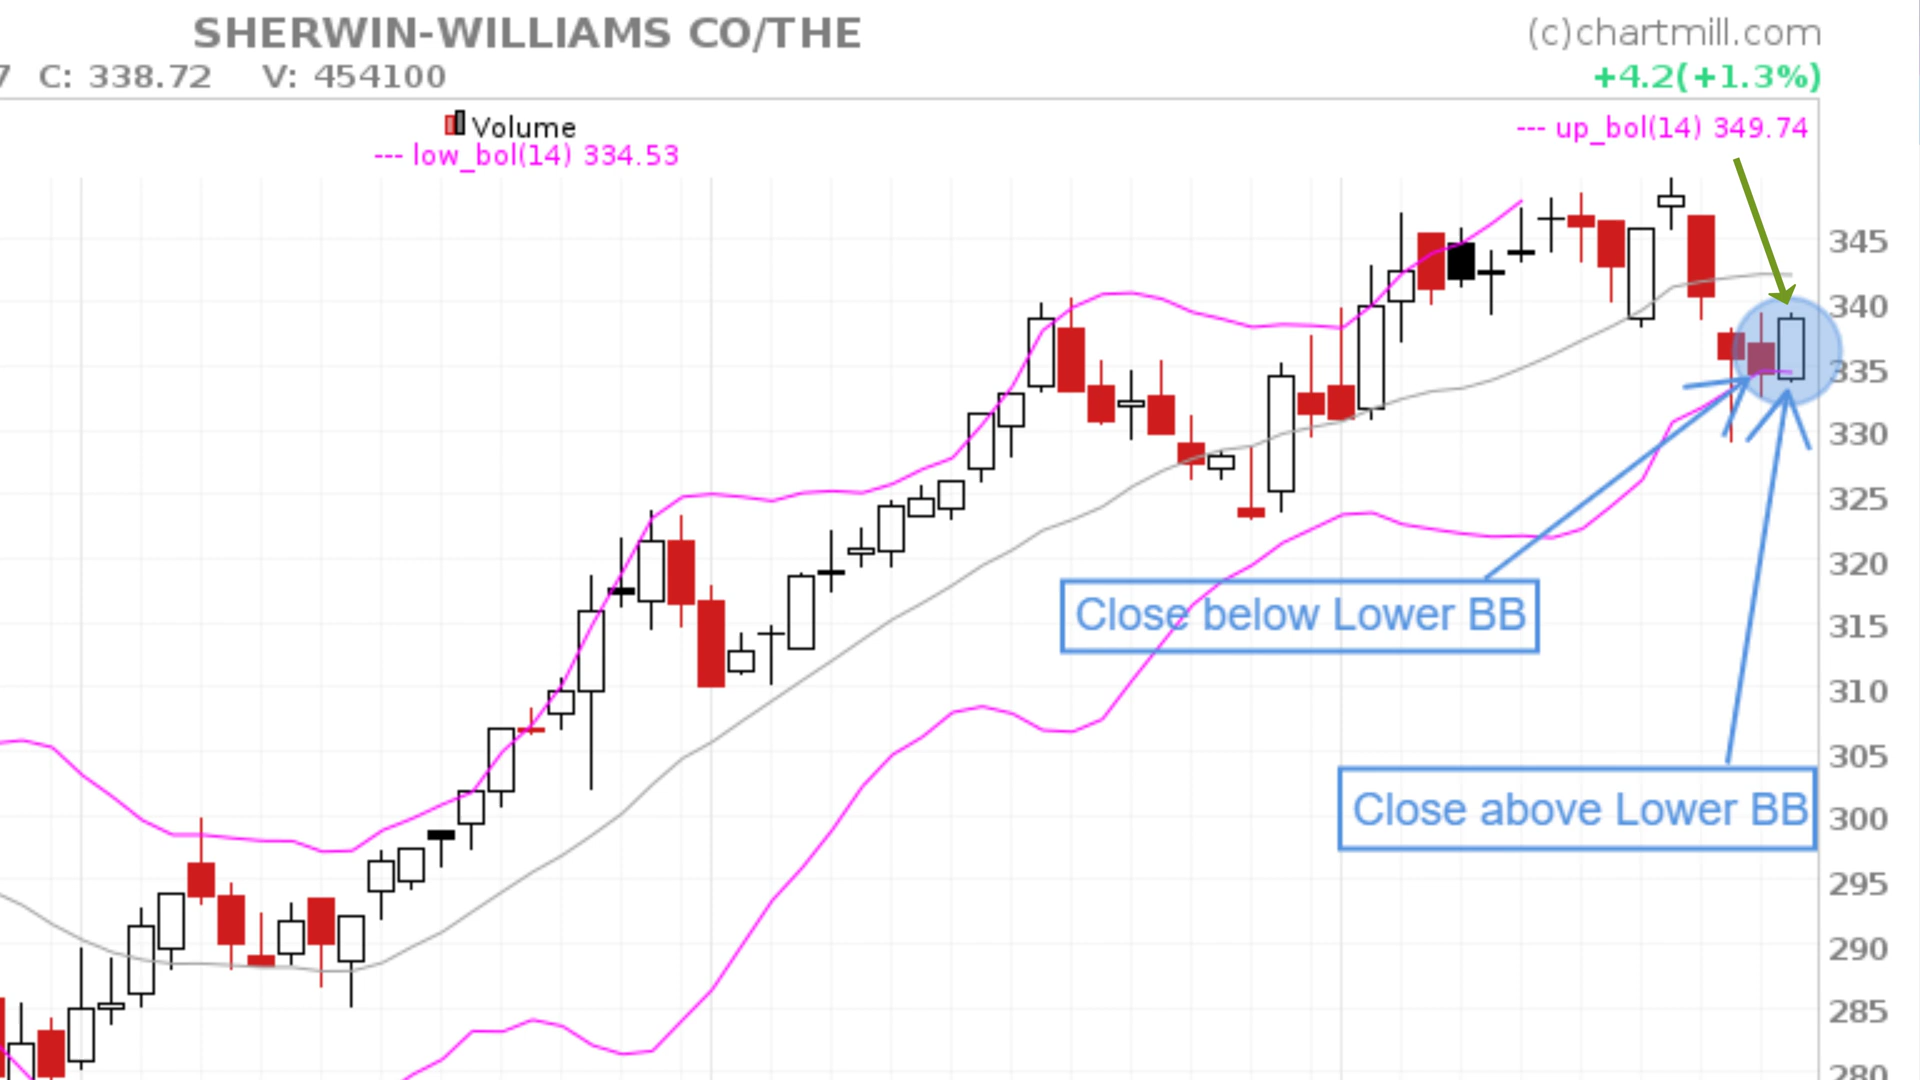 SHERWIN-WILLIAMS CO/THE
(c)chartmill.com
7 C: 338.72 V: 454100
+4.2(+1.3%)
Volume
--- up_bol(14) 349.74
--- low_bol(14) 334.53
345
340
335
330
325
320
Close below Lower BB
315
310
305
Close above Lower BB
300
295
290
285
280